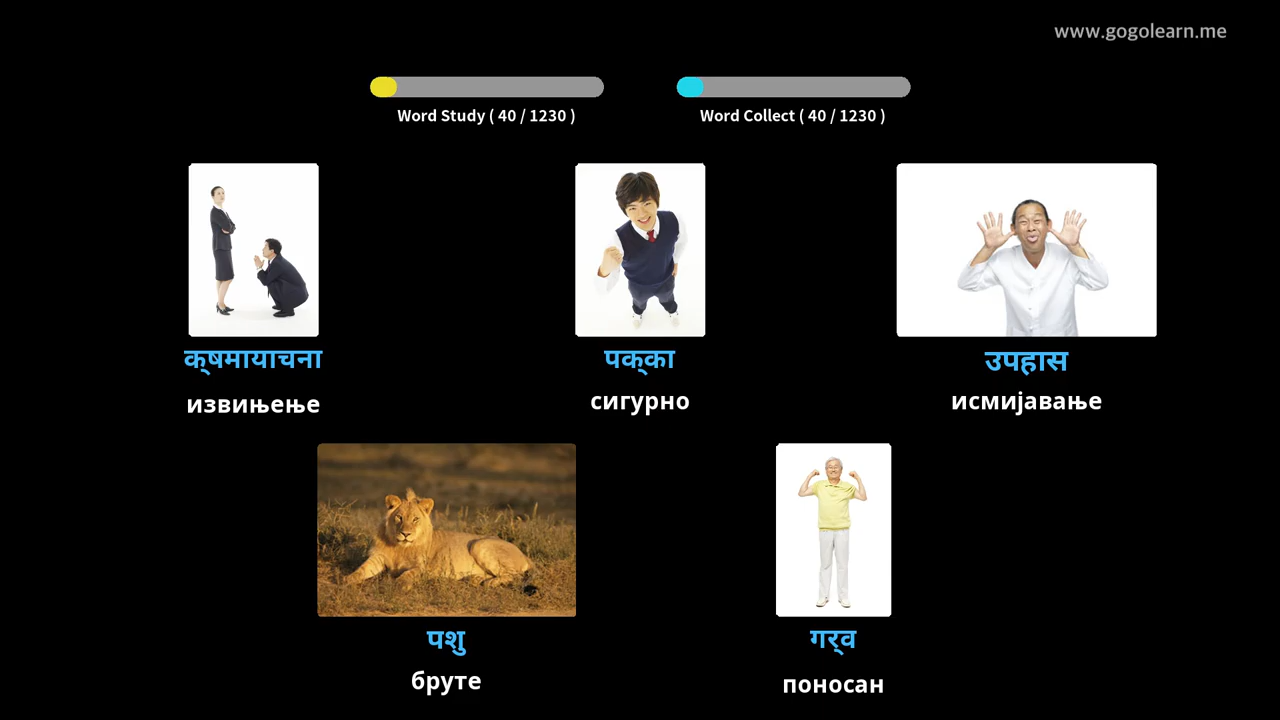 www.gogolearn.me
Word Study ( 40 / 1230 )
Word Collect ( 40 / 1230 )
क्षमायाचना
पक्का
उपहास
извињење
сигурно
исмијавање
पशु
गर्व
бруте
поносан